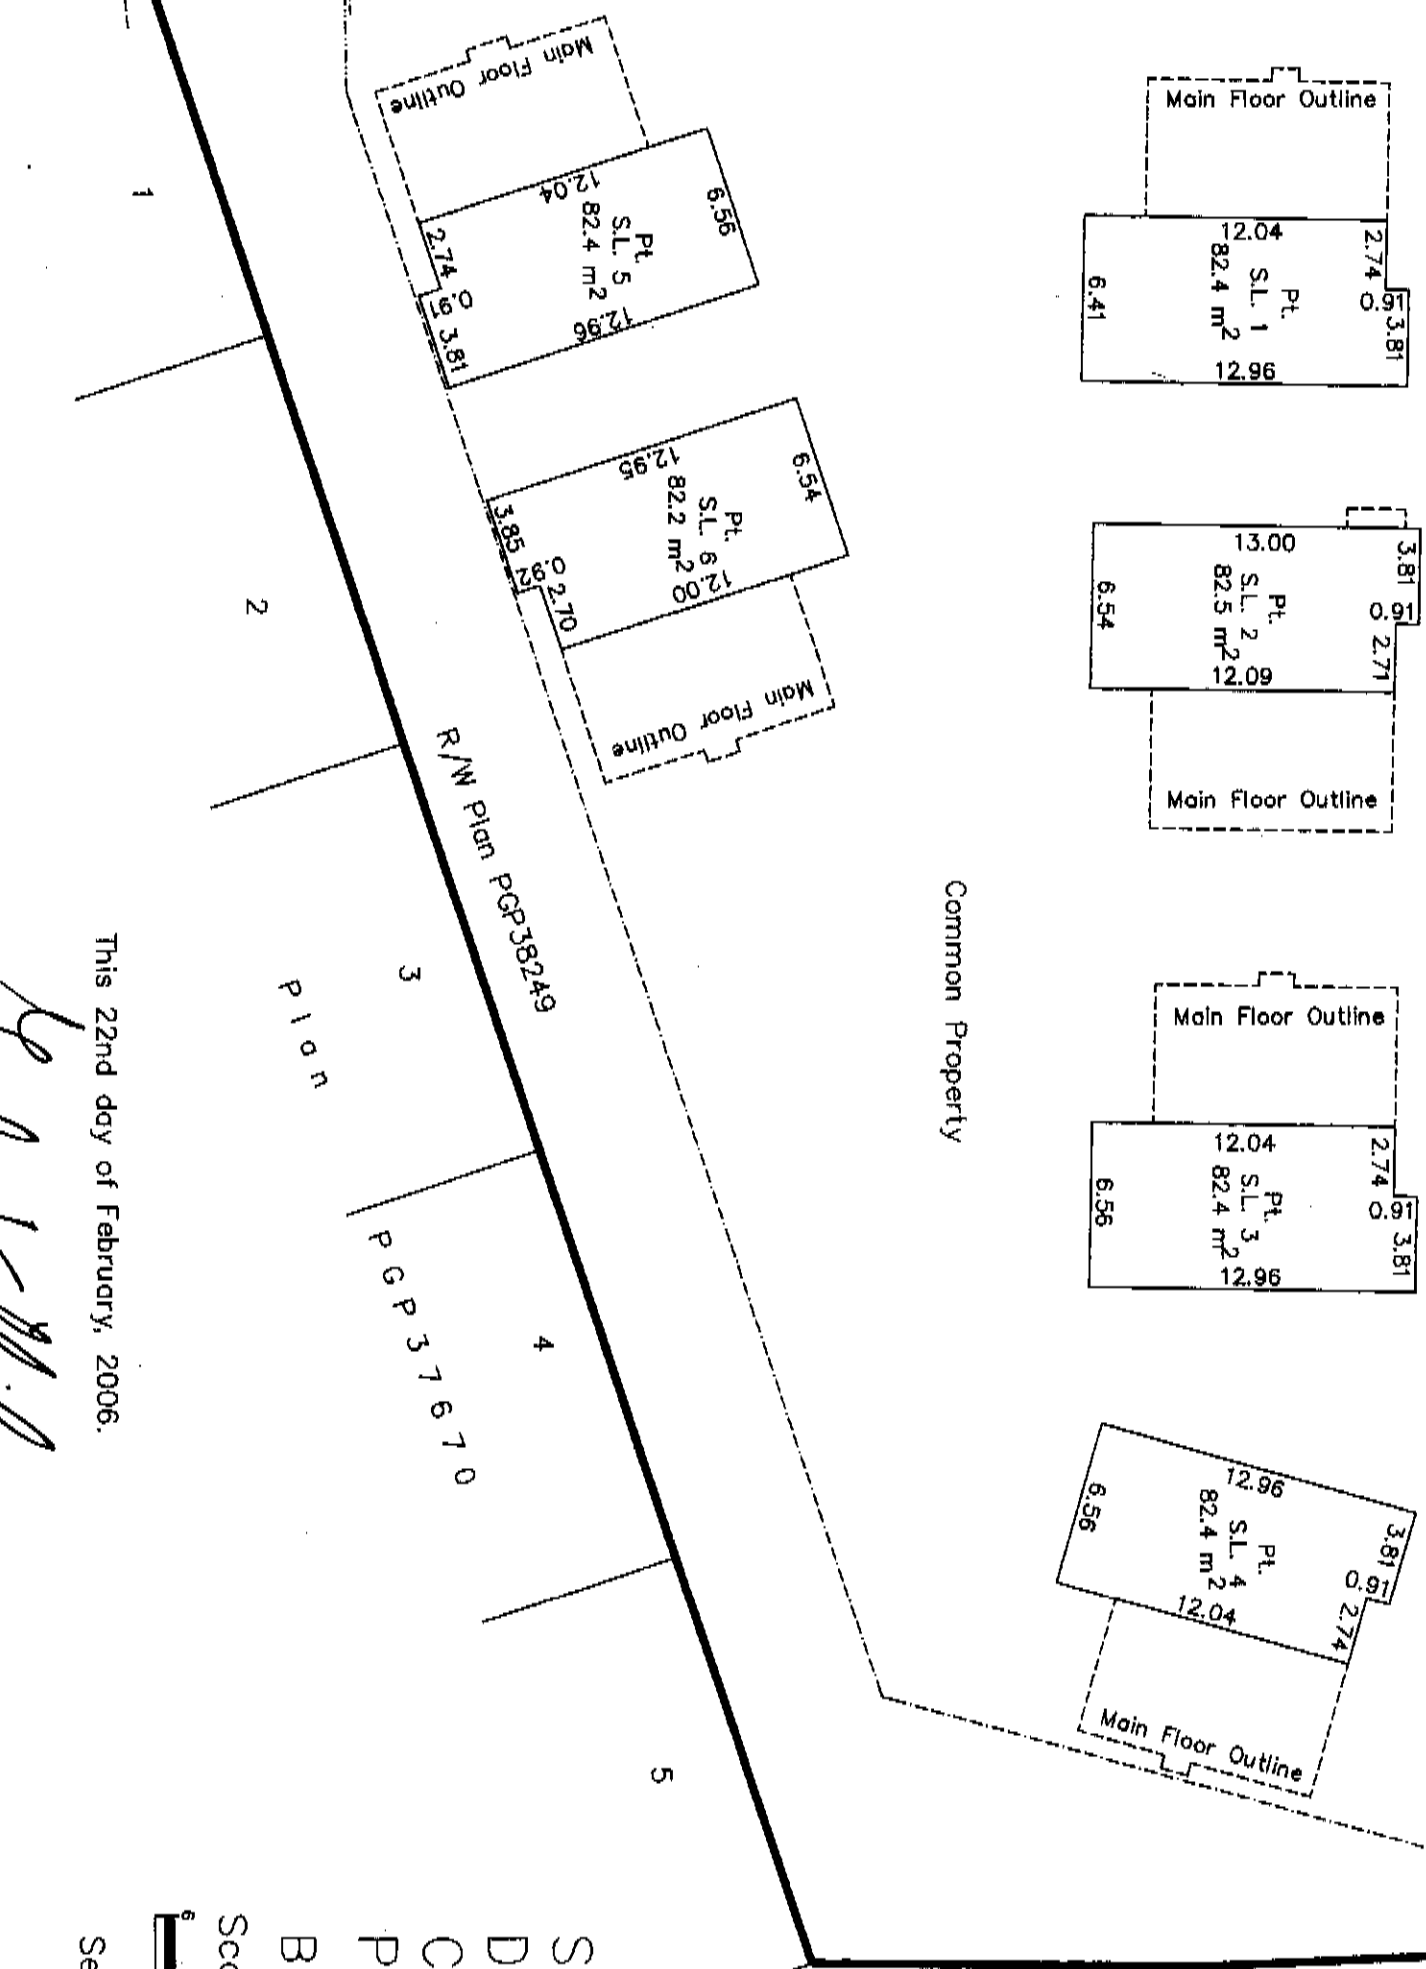 Main Floor Outline
12.04
2.74
0.91
3.81
Pt.
S.L. 1
82.4 m2
6.41
12.96
3.81
13.00
0.91
Pt.
S.L. 2
82.5 m2
2.71
6.54
12.09
Main Floor Outline
Main Floor Outline
12.04
2.74
0.91
3.81
Pt.
S.L. 3
82.4 m2
6.56
12.96
12.96
3.81
0.91
Pt.
S.L. 4
82.4 m2
6.56
12.04
2.74
Main Floor Outline
Main Floor Outline
12.04
6.56
Pt.
S.L. 5
82.4 m2
2.74
0.91
3.81
12.96
12.95
6.54
Pt.
S.L. 6
82.2 m2
3.85
0.92
2.70
12.00
Main Floor Outline
Common Property
R/W Plan PGP38249
1
2
3
4
5
Plan
PGP37670
This 22nd day of February, 2006.
S
D
C
P
B
Sca
6
Se